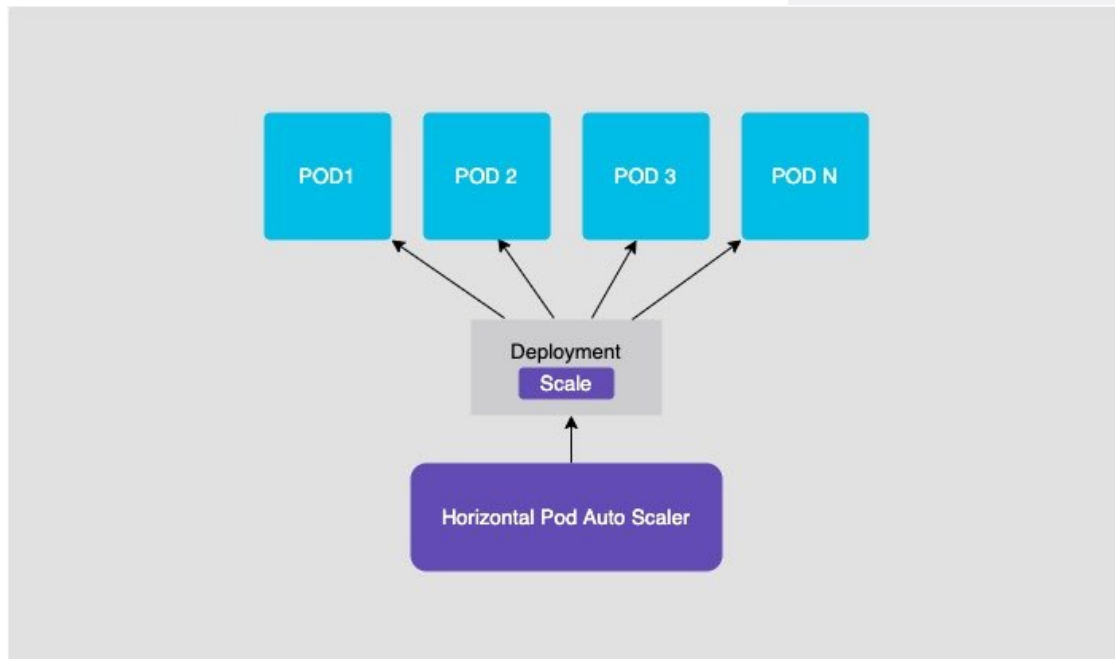 POD1
POD 2
POD 3
POD N
Deployment
Scale
Horizontal Pod Auto Scaler